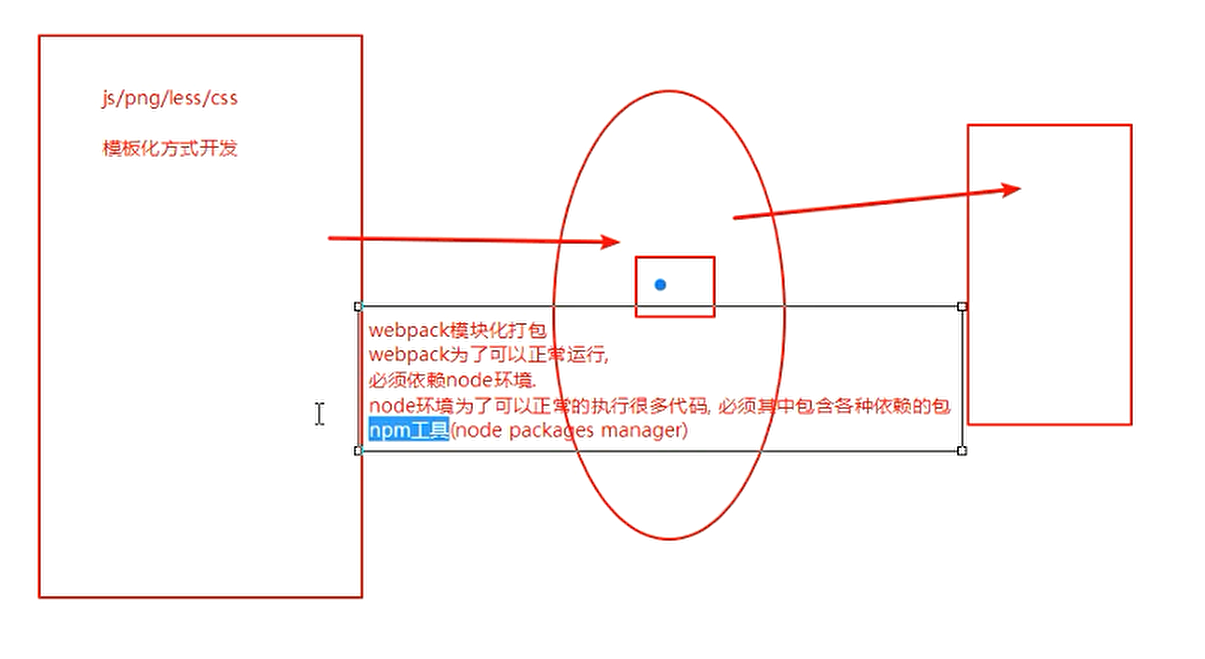 js/png/less/css
模板化方式开发
webpack模块化打包
webpack为了可以正常运行,
必须依赖node环境.
node环境为了可以正常的执行很多代码, 必须其中包含各种依赖的包
npm工具(node packages manager)